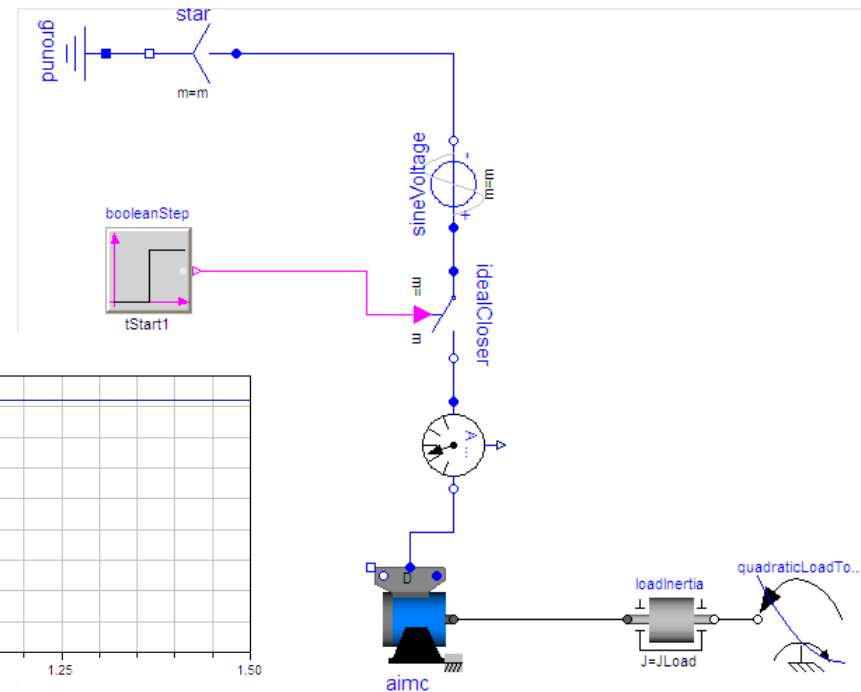 star
ground
m=m
sineVoltage
-
m=m
+
booleanStep
tStart1
m=
m
idealCloser
A
...
D
aimc
loadInertia
J=JLoad
quadraticLoadTo...
1.25
1.50